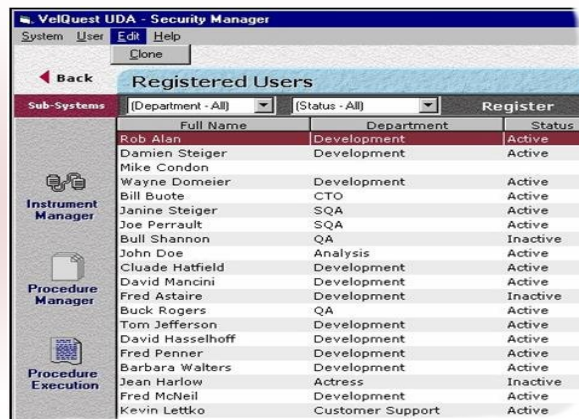 VelQuest UDA - Security Manager
System User Edit Help
Clone
Back
Registered Users
Sub-Systems (Department - All) (Status - All) Register
Full Name Department Status
Rob Alan Development Active
Damien Steiger Development Active
Mike Condon
Wayne Domeier Development Active
Bill Buote CTO Active
Janine Steiger SQA Active
Joe Perrault SQA Active
Bull Shannon QA Inactive
John Doe Analysis Active
Cluade Hatfield Development Active
David Mancini Development Active
Fred Astaire Development Inactive
Buck Rogers QA Active
Tom Jefferson Development Active
David Hasselhoff Development Active
Fred Penner Development Active
Barbara Walters Development Active
Jean Harlow Actress Inactive
Fred McNeil Development Active
Kevin Lettko Customer Support Active
Instrument
Manager
Procedure
Manager
Procedure
Execution